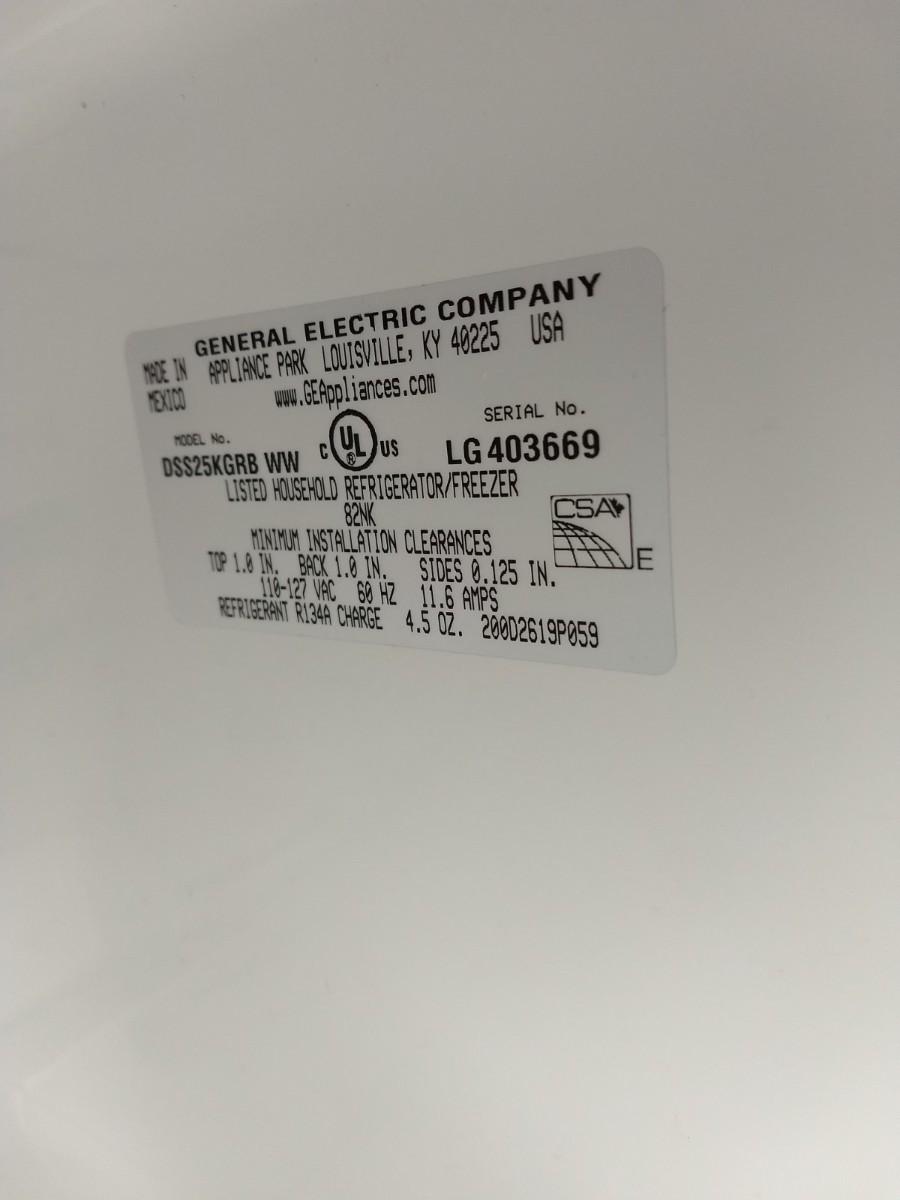 GENERAL ELECTRIC COMPANY
MADE IN MEXICO
APPLIANCE PARK LOUISVILLE, KY 40225 USA
www.GEAppliances.com
MODEL No.
DSS25KGRB WW
C UL ® US
SERIAL No.
LG 403669
LISTED HOUSEHOLD REFRIGERATOR/FREEZER
82NK
MINIMUM INSTALLATION CLEARANCES
TOP 1.0 IN. BACK 1.0 IN. SIDES 0.125 IN.
110-127 VAC 60 HZ 11.6 AMPS
REFRIGERANT R134A CHARGE 4.5 OZ. 200D2619P059
CSA E